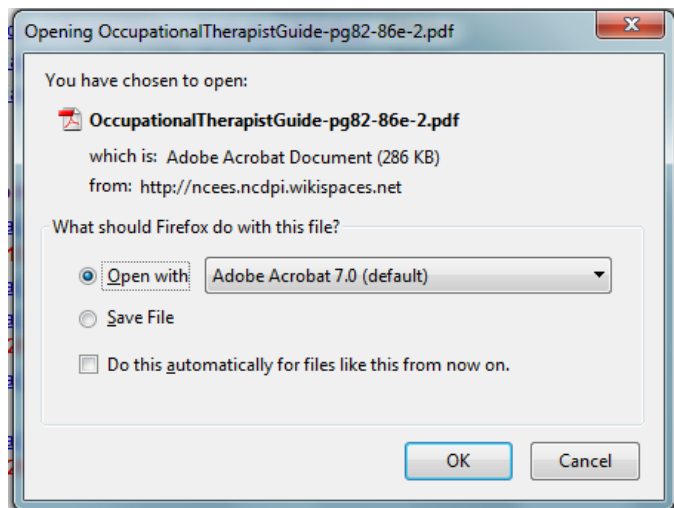 Opening OccupationalTherapistGuide-pg82-86e-2.pdf
You have chosen to open:
OccupationalTherapistGuide-pg82-86e-2.pdf
which is: Adobe Acrobat Document (286 KB)
from: http://ncees.ncdpi.wikispaces.net
What should Firefox do with this file?
Open with Adobe Acrobat 7.0 (default)
Save File
Do this automatically for files like this from now on.
OK Cancel